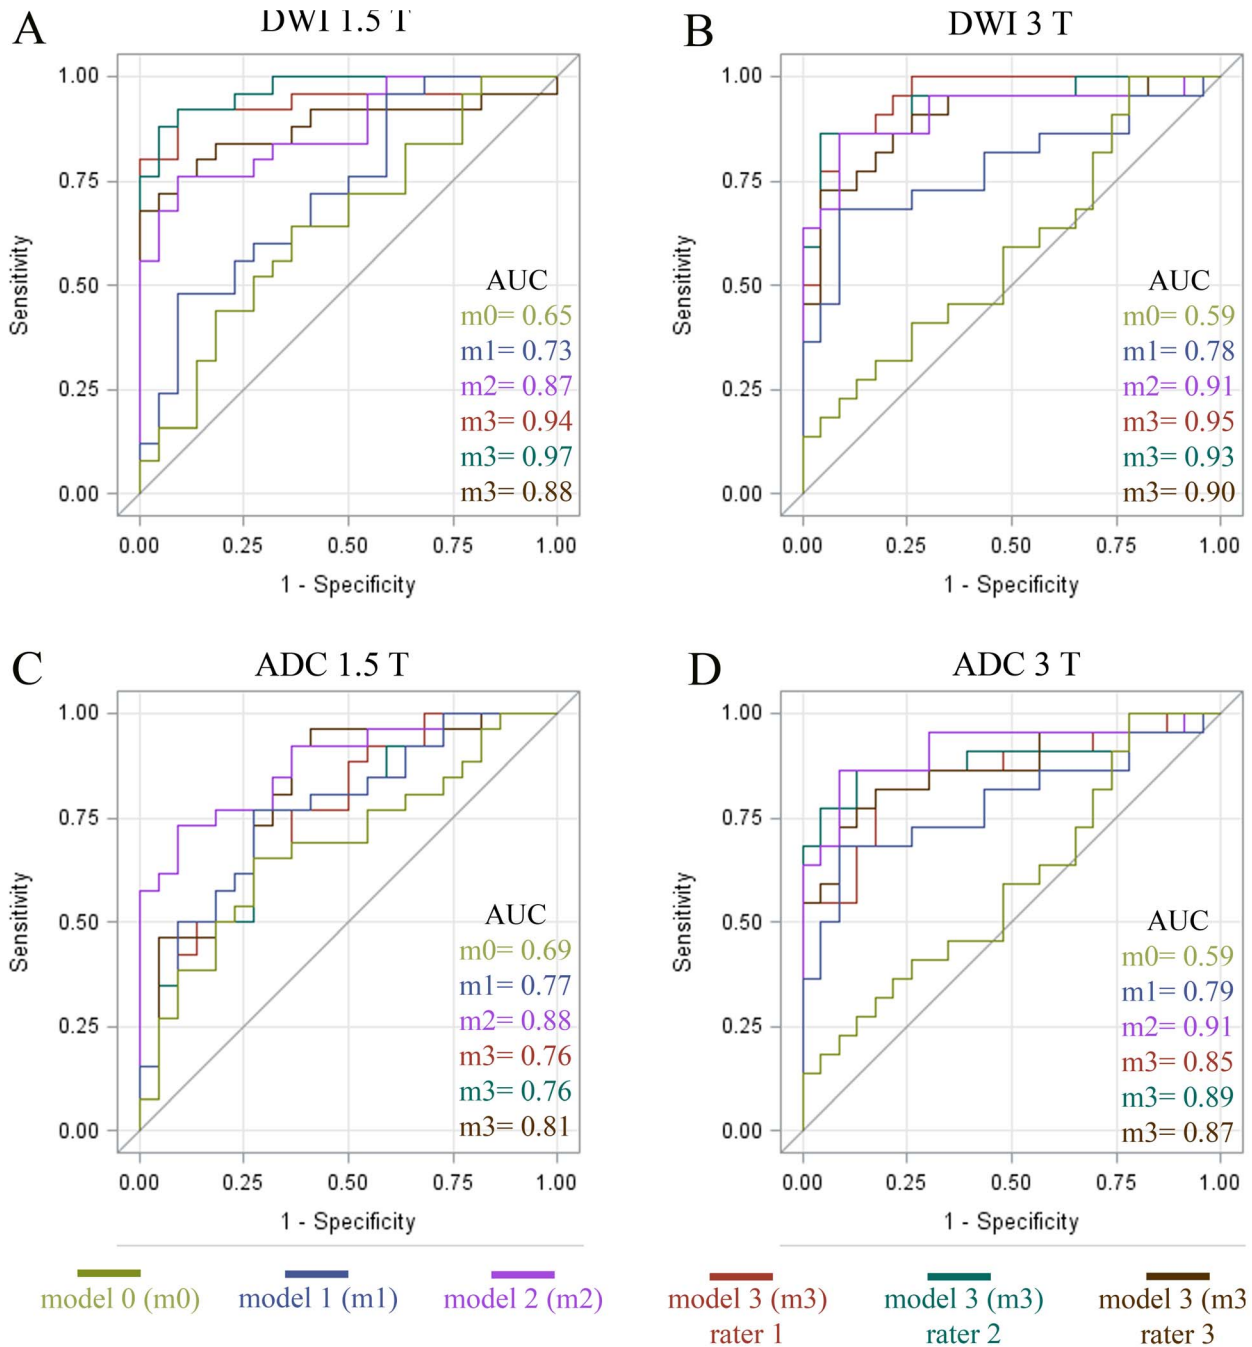 A
DWI 1.5 T
1.00
0.75
0.50
0.25
0.00
Sensitivity
AUC
m0= 0.65
m1= 0.73
m2= 0.87
m3= 0.94
m3= 0.97
m3= 0.88
0.00 0.25 0.50 0.75 1.00
1 - Specificity
B
DWI 3 T
1.00
0.75
0.50
0.25
0.00
Sensitivity
AUC
m0= 0.59
m1= 0.78
m2= 0.91
m3= 0.95
m3= 0.93
m3= 0.90
0.00 0.25 0.50 0.75 1.00
1 - Specificity
C
ADC 1.5 T
1.00
0.75
0.50
0.25
0.00
Sensitivity
AUC
m0= 0.69
m1= 0.77
m2= 0.88
m3= 0.76
m3= 0.76
m3= 0.81
0.00 0.25 0.50 0.75 1.00
1 - Specificity
D
ADC 3 T
1.00
0.75
0.50
0.25
0.00
Sensitivity
AUC
m0= 0.59
m1= 0.79
m2= 0.91
m3= 0.85
m3= 0.89
m3= 0.87
0.00 0.25 0.50 0.75 1.00
1 - Specificity
model 0 (m0)
model 1 (m1)
model 2 (m2)
model 3 (m3)
rater 1
model 3 (m3)
rater 2
model 3 (m3
rater 3